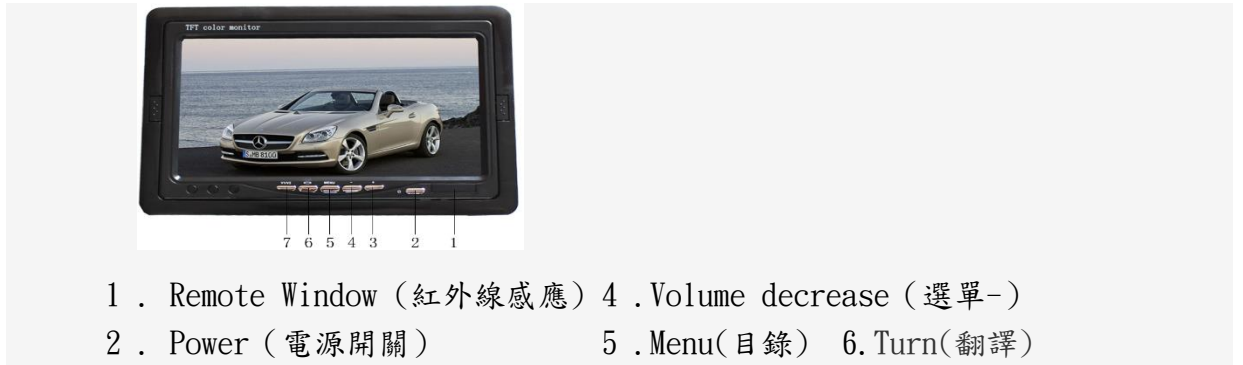 TFT color monitor
7 6 5 4 3 2 1
1 . Remote Window (紅外線感應) 4 .Volume decrease (選單-)
2 . Power (電源開關) 5 .Menu(目錄) 6.Turn(翻譯)